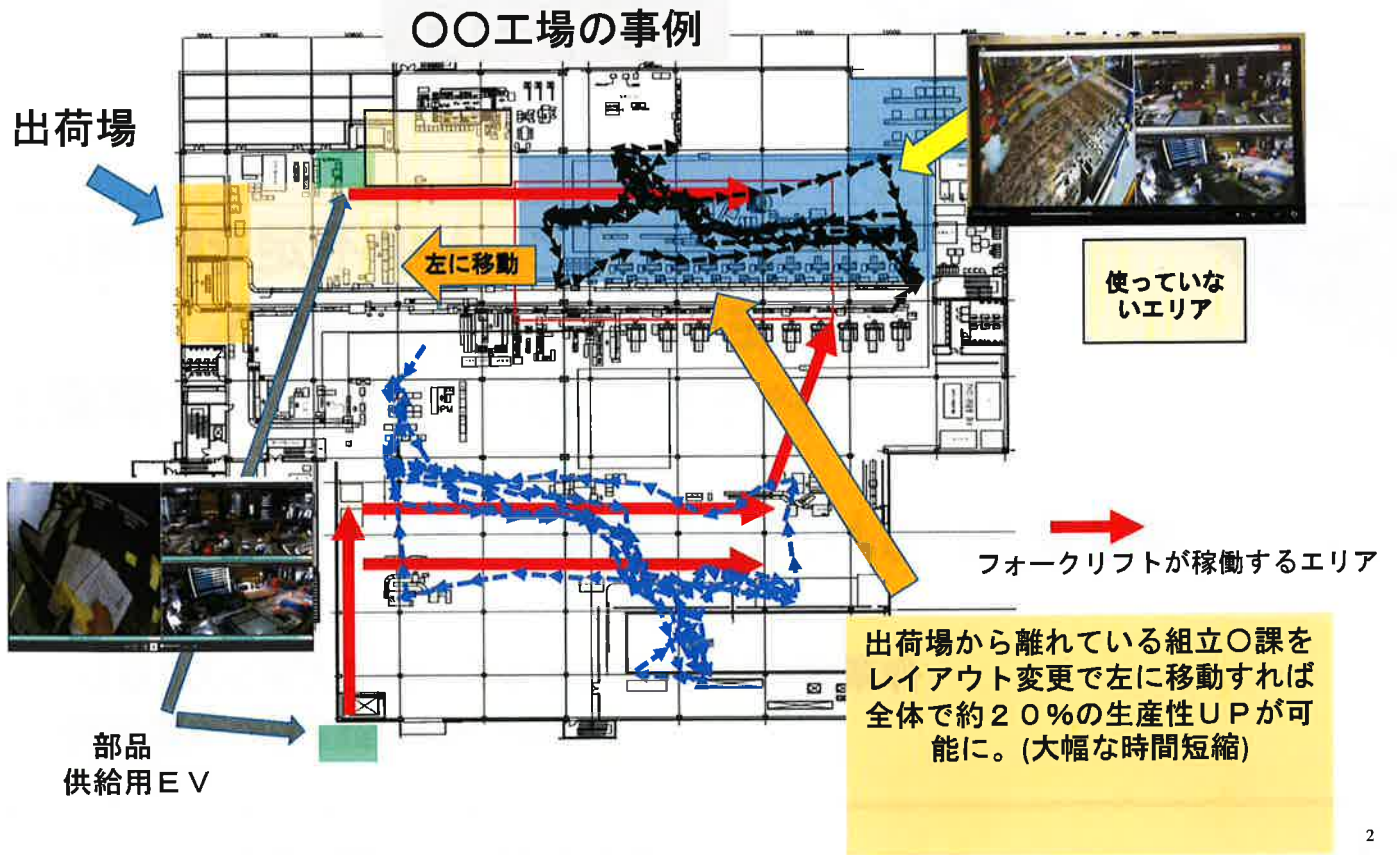 〇〇工場の事例
出荷場
左に移動
使っていな
いエリア
フォークリフトが稼働するエリア
出荷場から離れている組立〇課を
レイアウト変更で左に移動すれば
全体で約２０%の生産性ＵＰが可
能に。(大幅な時間短縮)
部品
供給用ＥＶ
2